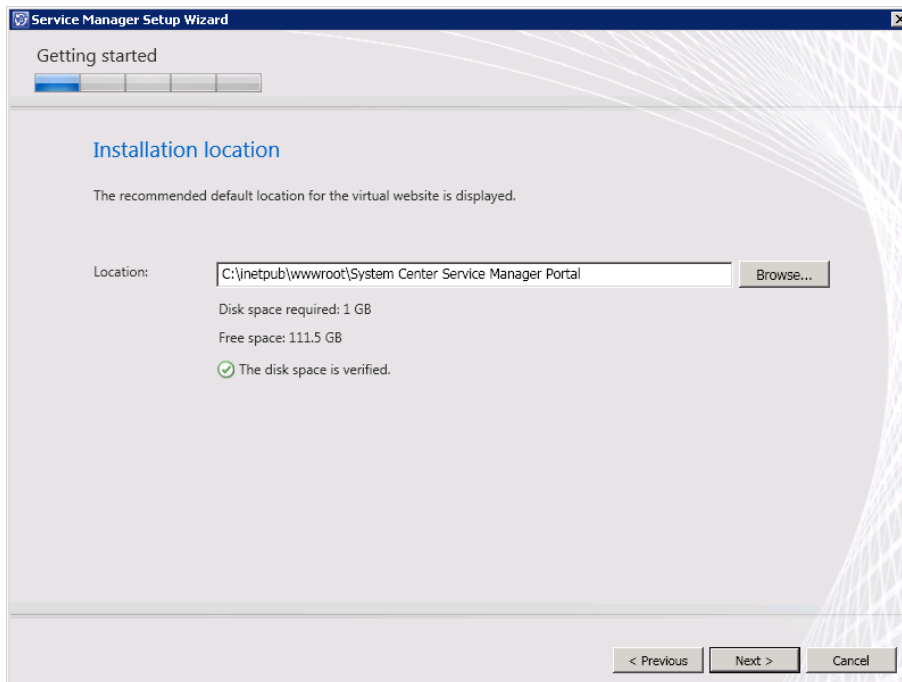 Service Manager Setup Wizard
Getting started
Installation location
The recommended default location for the virtual website is displayed.
Location:
C:\inetpub\wwwroot\System Center Service Manager Portal
Browse...
Disk space required: 1 GB
Free space: 111.5 GB
The disk space is verified.
< Previous
Next >
Cancel